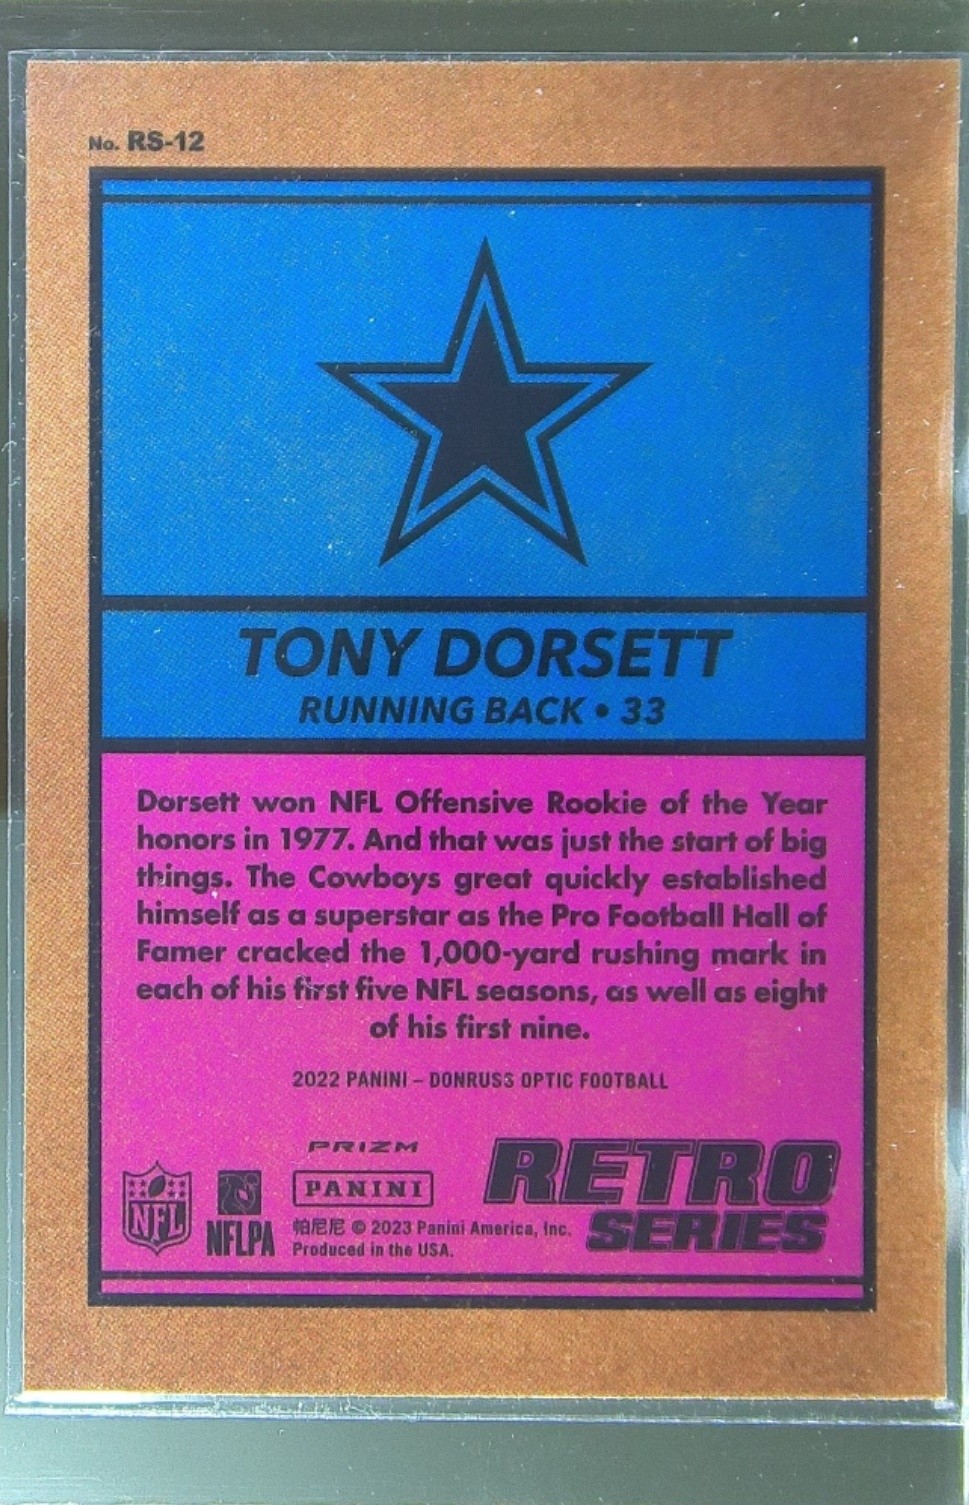 No. RS-12
TONY DORSETT
RUNNING BACK • 33
Dorsett won NFL Offensive Rookie of the Year
honors in 1977. And that was just the start of big
things. The Cowboys great quickly established
himself as a superstar as the Pro Football Hall of
Famer cracked the 1,000-yard rushing mark in
each of his first five NFL seasons, as well as eight
of his first nine.
2022 PANINI – DONRUSS OPTIC FOOTBALL
PRIZM
PANINI
NFL
NFLPA
帕尼尼 © 2023 Panini America, Inc.
Produced in the USA.
RETRO
SERIES